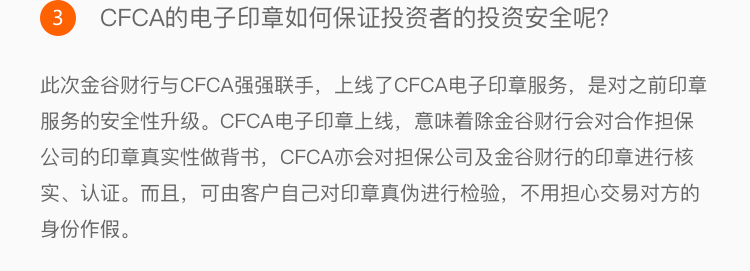 3 CFCA的电子印章如何保证投资者的投资安全呢？
此次金谷财行与CFCA强强联手，上线了CFCA电子印章服务，是对之前印章
服务的安全性升级。CFCA电子印章上线，意味着除金谷财行会对合作担保
公司的印章真实性做背书，CFCA亦会对担保公司及金谷财行的印章进行核
实、认证。而且，可由客户自己对印章真伪进行检验，不用担心交易对方的
身份作假。